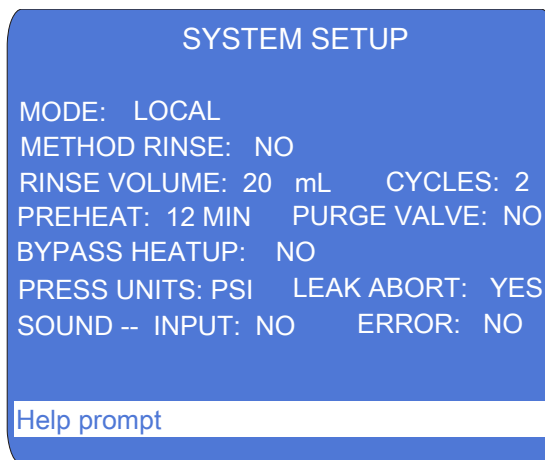 SYSTEM SETUP
MODE: LOCAL
METHOD RINSE: NO
RINSE VOLUME: 20 mL CYCLES: 2
PREHEAT: 12 MIN PURGE VALVE: NO
BYPASS HEATUP: NO
PRESS UNITS: PSI LEAK ABORT: YES
SOUND -- INPUT: NO ERROR: NO
Help prompt